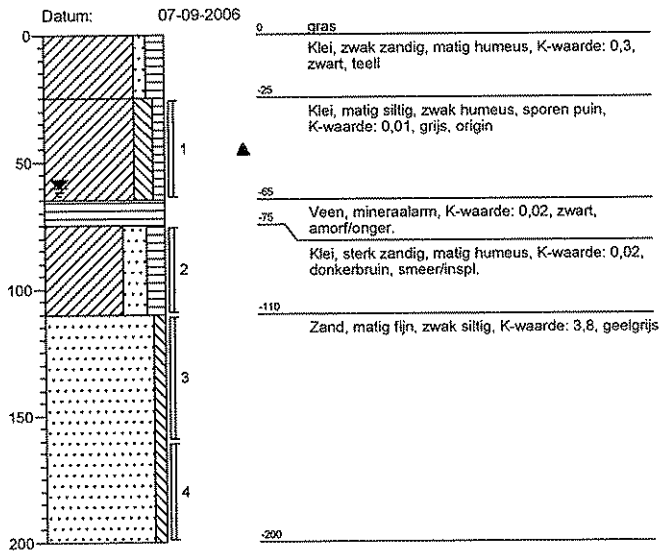 Datum: 07-09-2006
0 gras
Klei, zwak zandig, matig humeus, K-waarde: 0,3,
zwart, teell
-25
Klei, matig siltig, zwak humeus, sporen puin,
K-waarde: 0,01, grijs, origin
-65
Veen, mineraalarm, K-waarde: 0,02, zwart,
amorf/onger.
-75
Klei, sterk zandig, matig humeus, K-waarde: 0,02,
donkerbruin, smeer/inspl.
-110
Zand, matig fijn, zwak siltig, K-waarde: 3,8, geelgrijs
-200
0
50
100
150
200
1
2
3
4